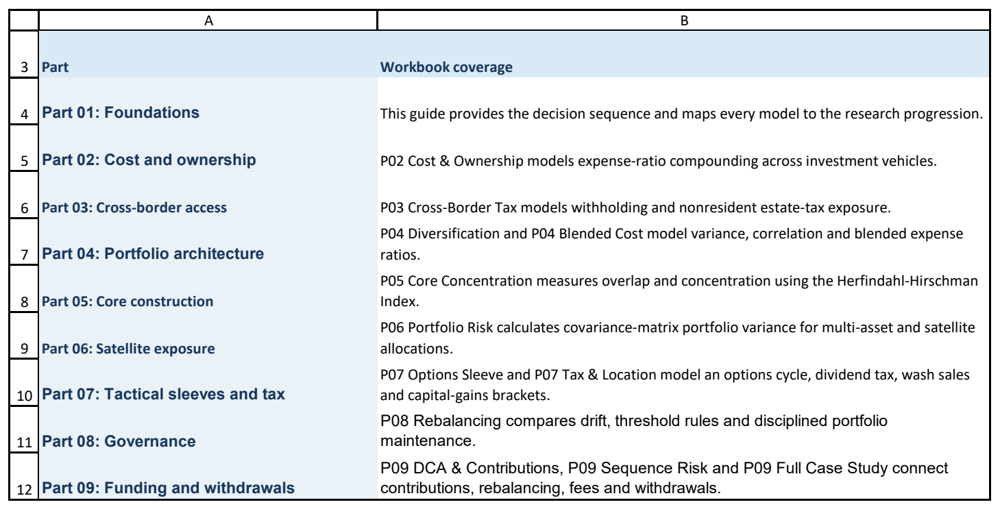 A B
3 Part Workbook coverage
4 Part 01: Foundations This guide provides the decision sequence and maps every model to the research progression.
5 Part 02: Cost and ownership P02 Cost & Ownership models expense-ratio compounding across investment vehicles.
6 Part 03: Cross-border access P03 Cross-Border Tax models withholding and nonresident estate-tax exposure.
P04 Diversification and P04 Blended Cost model variance, correlation and blended expense
7 Part 04: Portfolio architecture ratios.
P05 Core Concentration measures overlap and concentration using the Herfindahl-Hirschman
8 Part 05: Core construction Index.
P06 Portfolio Risk calculates covariance-matrix portfolio variance for multi-asset and satellite
9 Part 06: Satellite exposure allocations.
P07 Options Sleeve and P07 Tax & Location model an options cycle, dividend tax, wash sales
10 Part 07: Tactical sleeves and tax and capital-gains brackets.
P08 Rebalancing compares drift, threshold rules and disciplined portfolio
11 Part 08: Governance maintenance.
P09 DCA & Contributions, P09 Sequence Risk and P09 Full Case Study connect
12 Part 09: Funding and withdrawals contributions, rebalancing, fees and withdrawals.